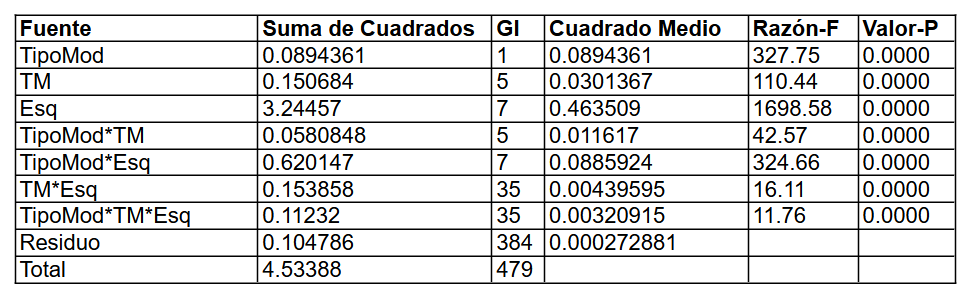 Fuente Suma de Cuadrados Gl Cuadrado Medio Razón-F Valor-P
TipoMod 0.0894361 1 0.0894361 327.75 0.0000
TM 0.150684 5 0.0301367 110.44 0.0000
Esq 3.24457 7 0.463509 1698.58 0.0000
TipoMod*TM 0.0580848 5 0.011617 42.57 0.0000
TipoMod*Esq 0.620147 7 0.0885924 324.66 0.0000
TM*Esq 0.153858 35 0.00439595 16.11 0.0000
TipoMod*TM*Esq 0.11232 35 0.00320915 11.76 0.0000
Residuo 0.104786 384 0.000272881
Total 4.53388 479